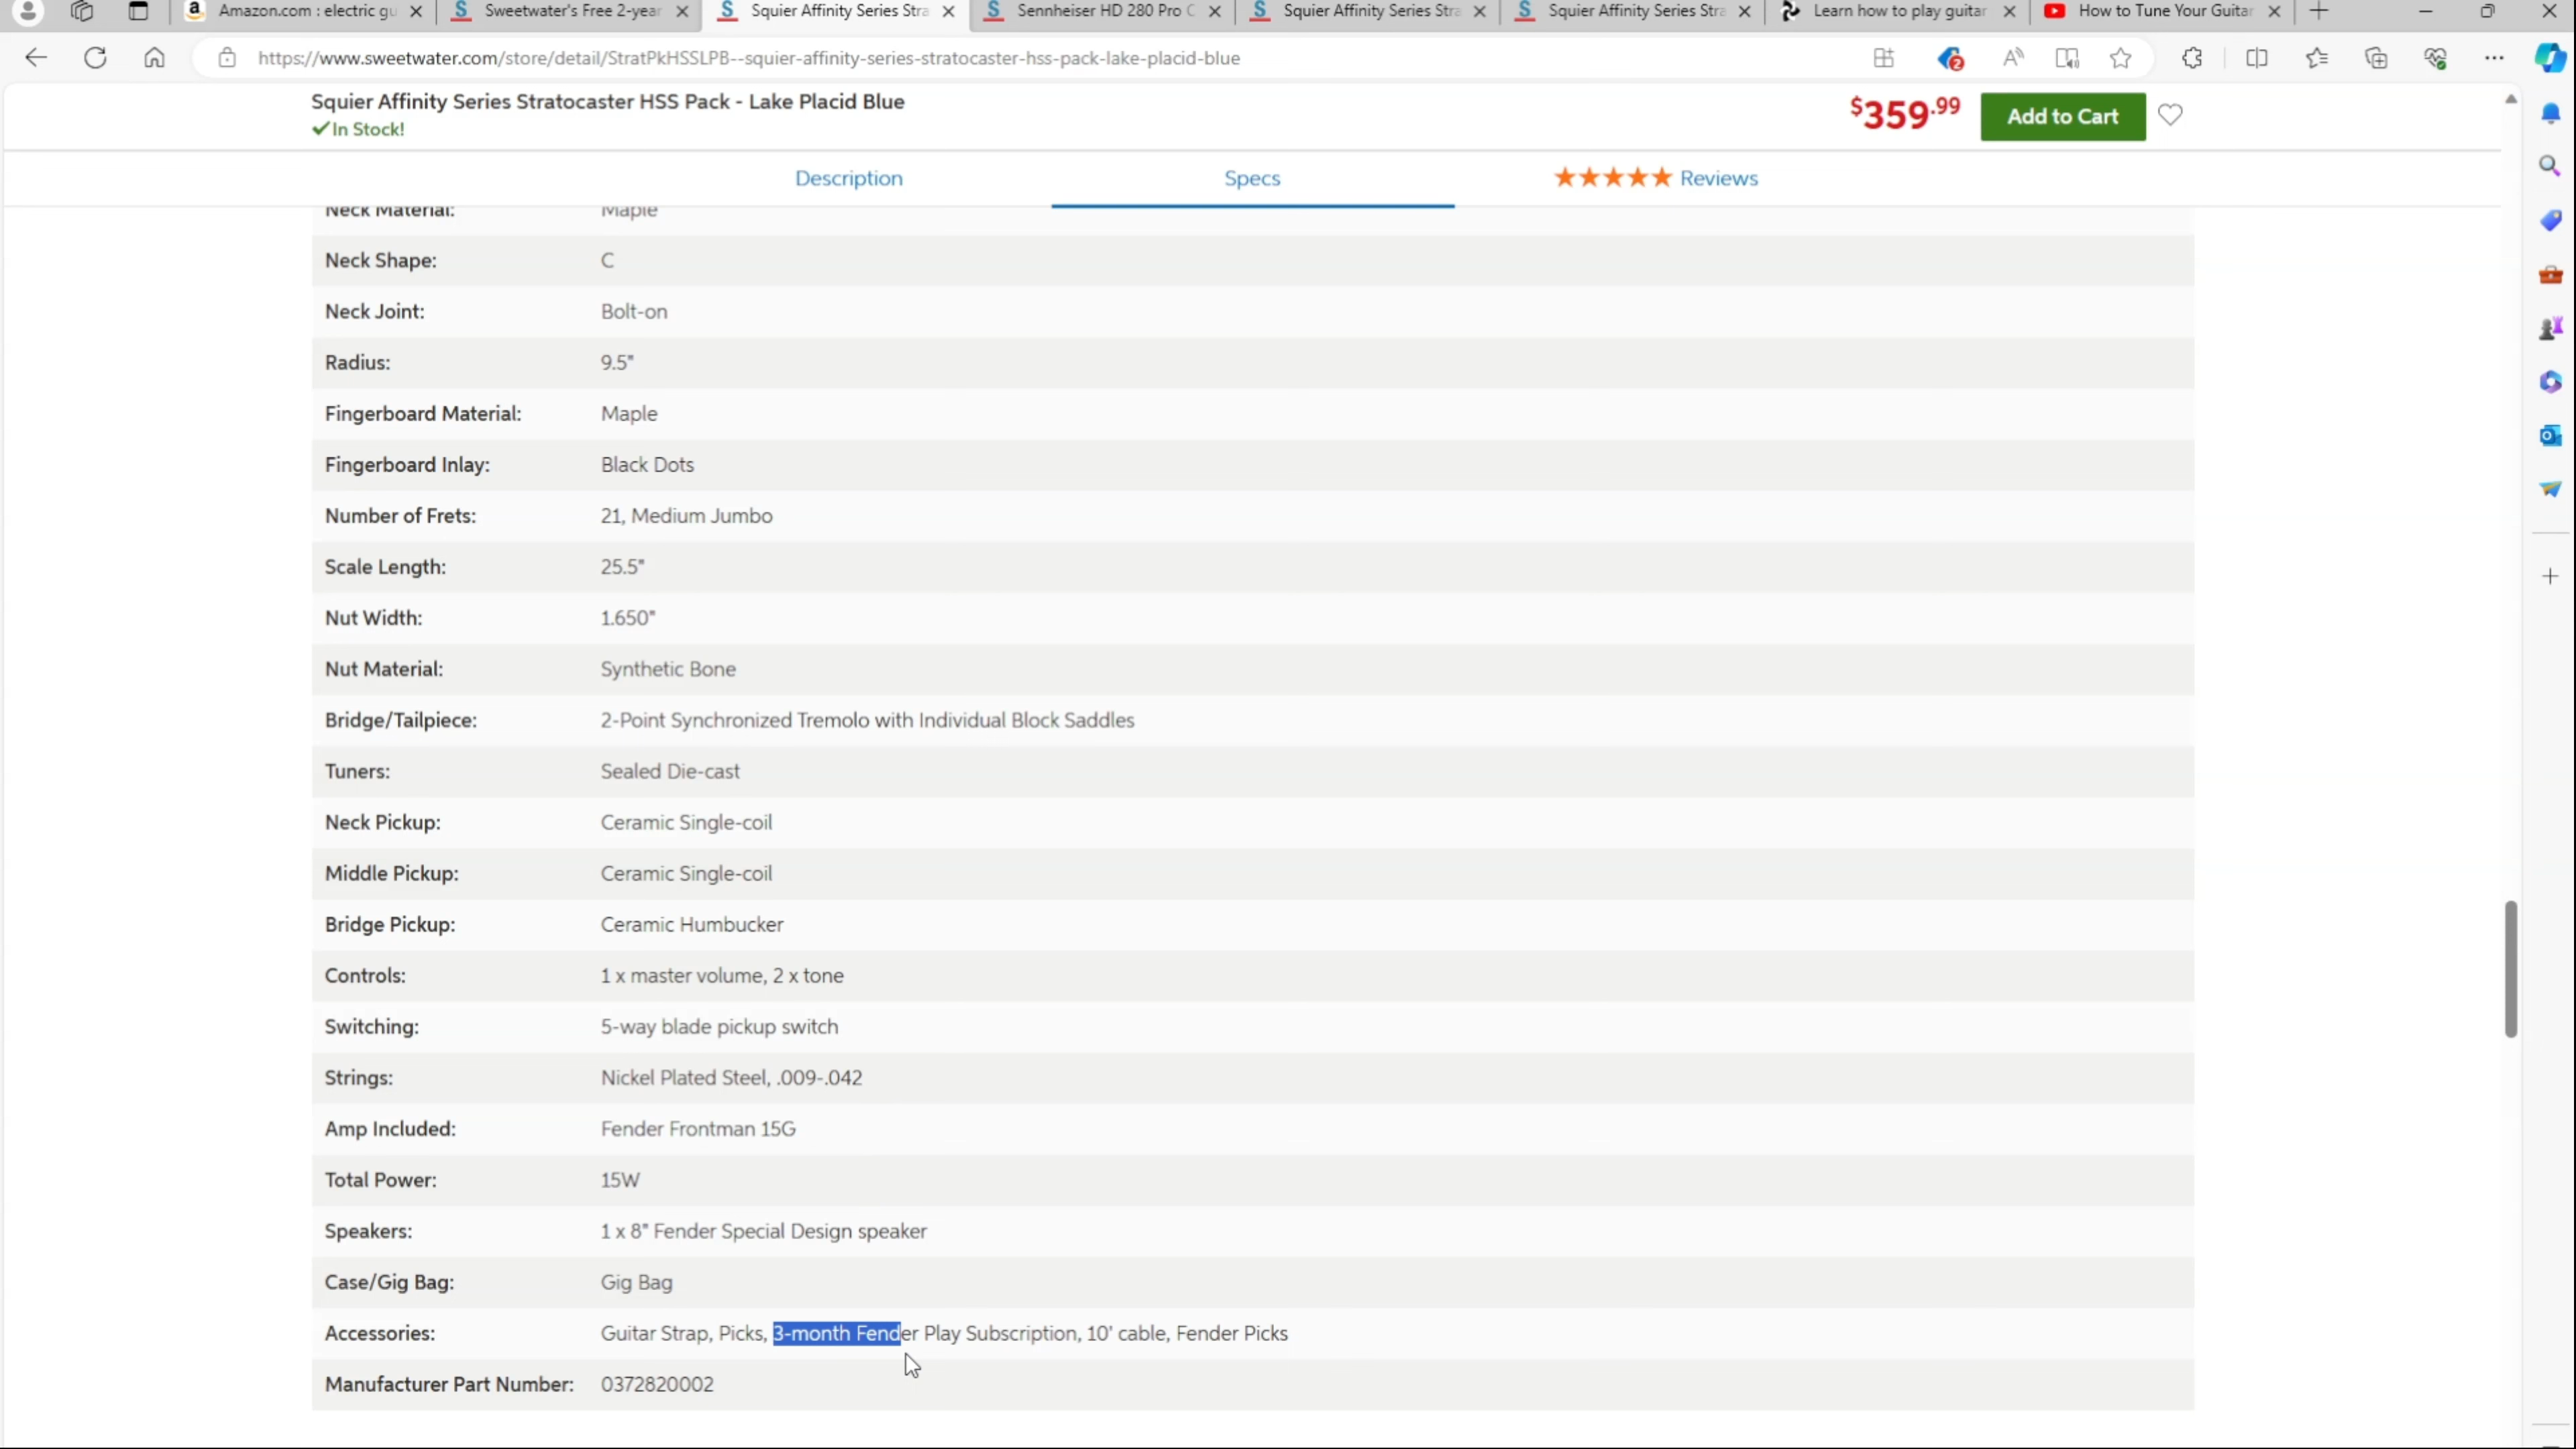 Amazon.com : electric gu
Sweetwater's Free 2-year
Squier Affinity Series Stra
Sennheiser HD 280 Pro C
Squier Affinity Series Stra
Squier Affinity Series Stra
Learn how to play guitar
How to Tune Your Guitar
https://www.sweetwater.com/store/detail/StratPkHSSLPB--squier-affinity-series-stratocaster-hss-pack-lake-placid-blue
2
Squier Affinity Series Stratocaster HSS Pack - Lake Placid Blue
In Stock!
$359.99
Add to Cart
Description
Specs
Reviews
Neck Material: Maple
Neck Shape: C
Neck Joint: Bolt-on
Radius: 9.5"
Fingerboard Material: Maple
Fingerboard Inlay: Black Dots
Number of Frets: 21, Medium Jumbo
Scale Length: 25.5"
Nut Width: 1.650"
Nut Material: Synthetic Bone
Bridge/Tailpiece: 2-Point Synchronized Tremolo with Individual Block Saddles
Tuners: Sealed Die-cast
Neck Pickup: Ceramic Single-coil
Middle Pickup: Ceramic Single-coil
Bridge Pickup: Ceramic Humbucker
Controls: 1 x master volume, 2 x tone
Switching: 5-way blade pickup switch
Strings: Nickel Plated Steel, .009-.042
Amp Included: Fender Frontman 15G
Total Power: 15W
Speakers: 1 x 8" Fender Special Design speaker
Case/Gig Bag: Gig Bag
Accessories: Guitar Strap, Picks, 3-month Fender Play Subscription, 10' cable, Fender Picks
Manufacturer Part Number: 0372820002